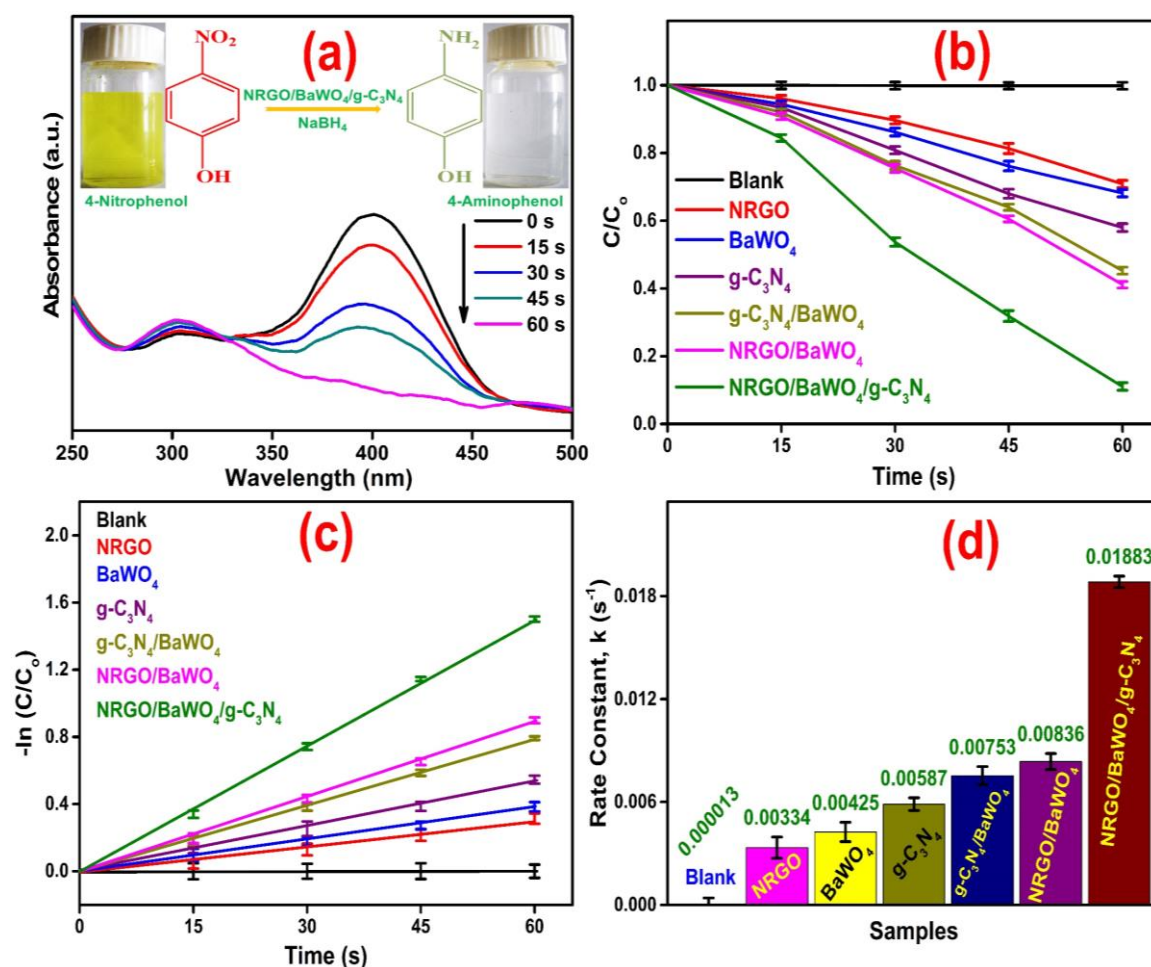 (a)
NO₂
OH
4-Nitrophenol
NRGO/BaWO₄/g-C₃N₄
NaBH₄
NH₂
OH
4-Aminophenol
0 s
15 s
30 s
45 s
60 s
Absorbance (a.u.)
250 300 350 400 450 500
Wavelength (nm)
(b)
1.0
0.8
0.6
0.4
0.2
0.0
C/Cₒ
Blank
NRGO
BaWO₄
g-C₃N₄
g-C₃N₄/BaWO₄
NRGO/BaWO₄
NRGO/BaWO₄/g-C₃N₄
0 15 30 45 60
Time (s)
(c)
2.0
1.6
1.2
0.8
0.4
0.0
-ln (C/Cₒ)
Blank
NRGO
BaWO₄
g-C₃N₄
g-C₃N₄/BaWO₄
NRGO/BaWO₄
NRGO/BaWO₄/g-C₃N₄
0 15 30 45 60
Time (s)
(d)
0.018
0.012
0.006
0.000
Rate Constant, k (s⁻¹)
0.000013
0.00334
0.00425
0.00587
0.00753
0.00836
0.01883
Blank
NRGO
BaWO₄
g-C₃N₄
g-C₃N₄/BaWO₄
NRGO/BaWO₄
NRGO/BaWO₄/g-C₃N₄
Samples